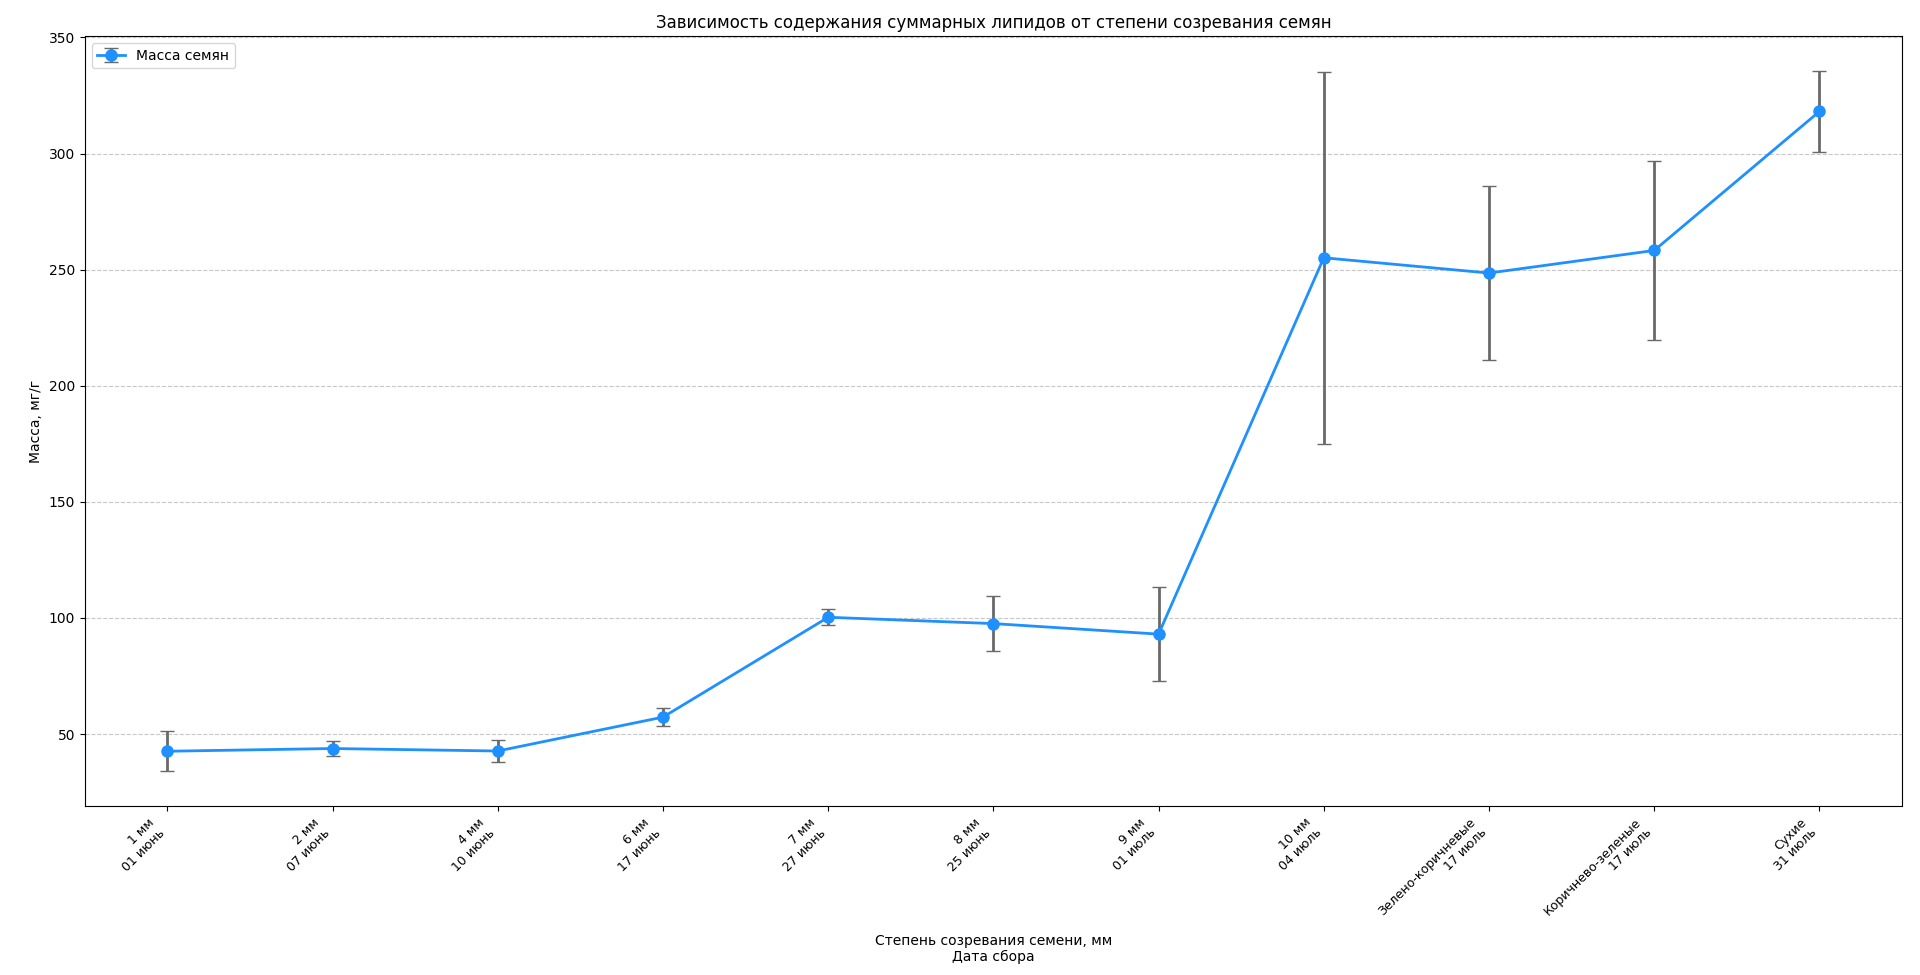 Зависимость содержания суммарных липидов от степени созревания семян
Масса семян
Масса, мг/г
350
300
250
200
150
100
50
1 мм
01 июнь
2 мм
07 июнь
4 мм
10 июнь
6 мм
17 июнь
7 мм
27 июнь
8 мм
25 июнь
9 мм
01 июль
10 мм
04 июль
Зелено-коричневые
17 июль
Коричнево-зеленые
17 июль
Сухие
31 июль
Степень созревания семени, мм
Дата сбора